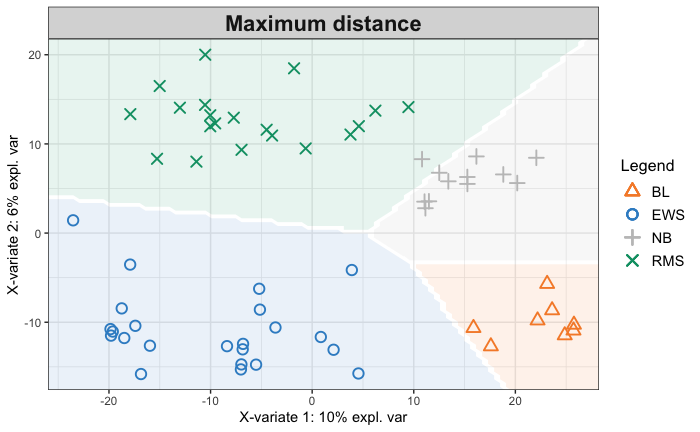 Maximum distance
X-variate 2: 6% expl. var
20
10
0
-10
-20
-10
0
10
20
X-variate 1: 10% expl. var
Legend
BL
EWS
NB
RMS